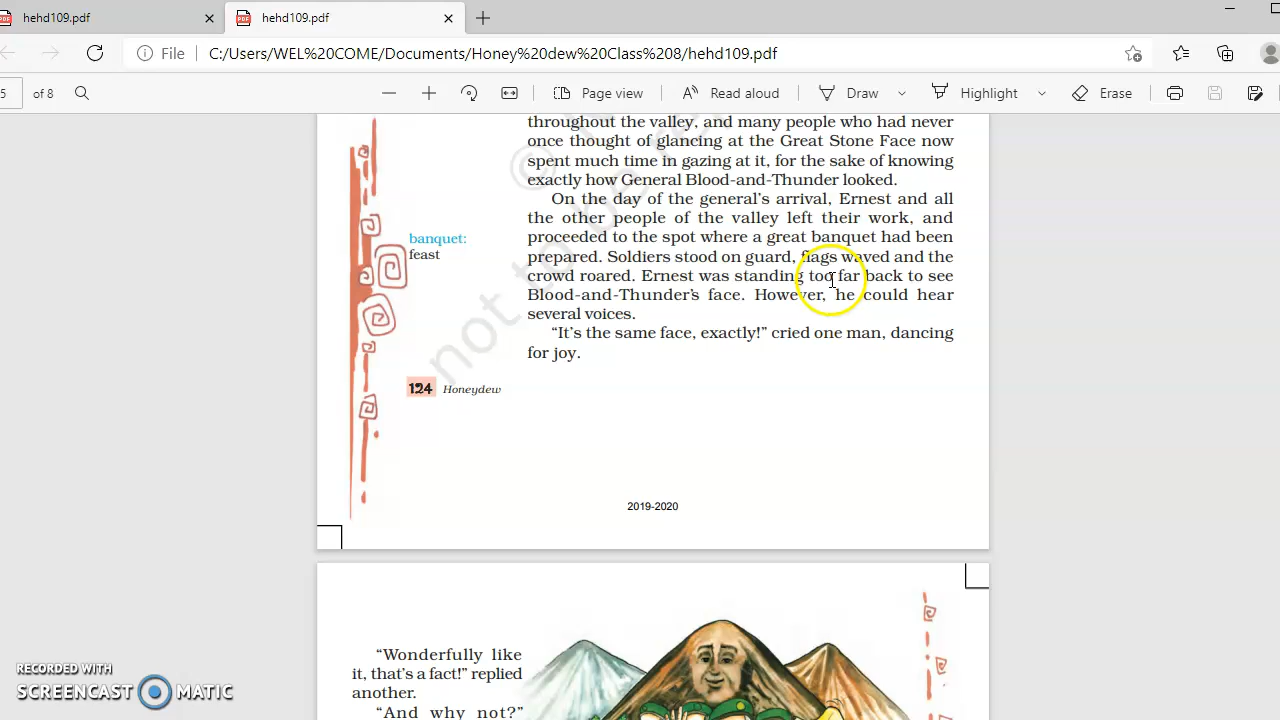 hehd109.pdf
hehd109.pdf
File
C:/Users/WEL%20COME/Documents/Honey%20dew%20Class%208/hehd109.pdf
5 of 8
Page view
Read aloud
Draw
Highlight
Erase
throughout the valley, and many people who had never
once thought of glancing at the Great Stone Face now
spent much time in gazing at it, for the sake of knowing
exactly how General Blood-and-Thunder looked.
On the day of the general's arrival, Ernest and all
the other people of the valley left their work, and
proceeded to the spot where a great banquet had been
prepared. Soldiers stood on guard, flags waved and the
crowd roared. Ernest was standing too far back to see
Blood-and-Thunder's face. However, he could hear
several voices.
"It's the same face, exactly!" cried one man, dancing
for joy.
banquet:
feast
not to be re
©
124 Honeydew
2019-2020
"Wonderfully like
it, that's a fact!" replied
another.
"And why not?"
RECORDED WITH
SCREENCAST MATIC